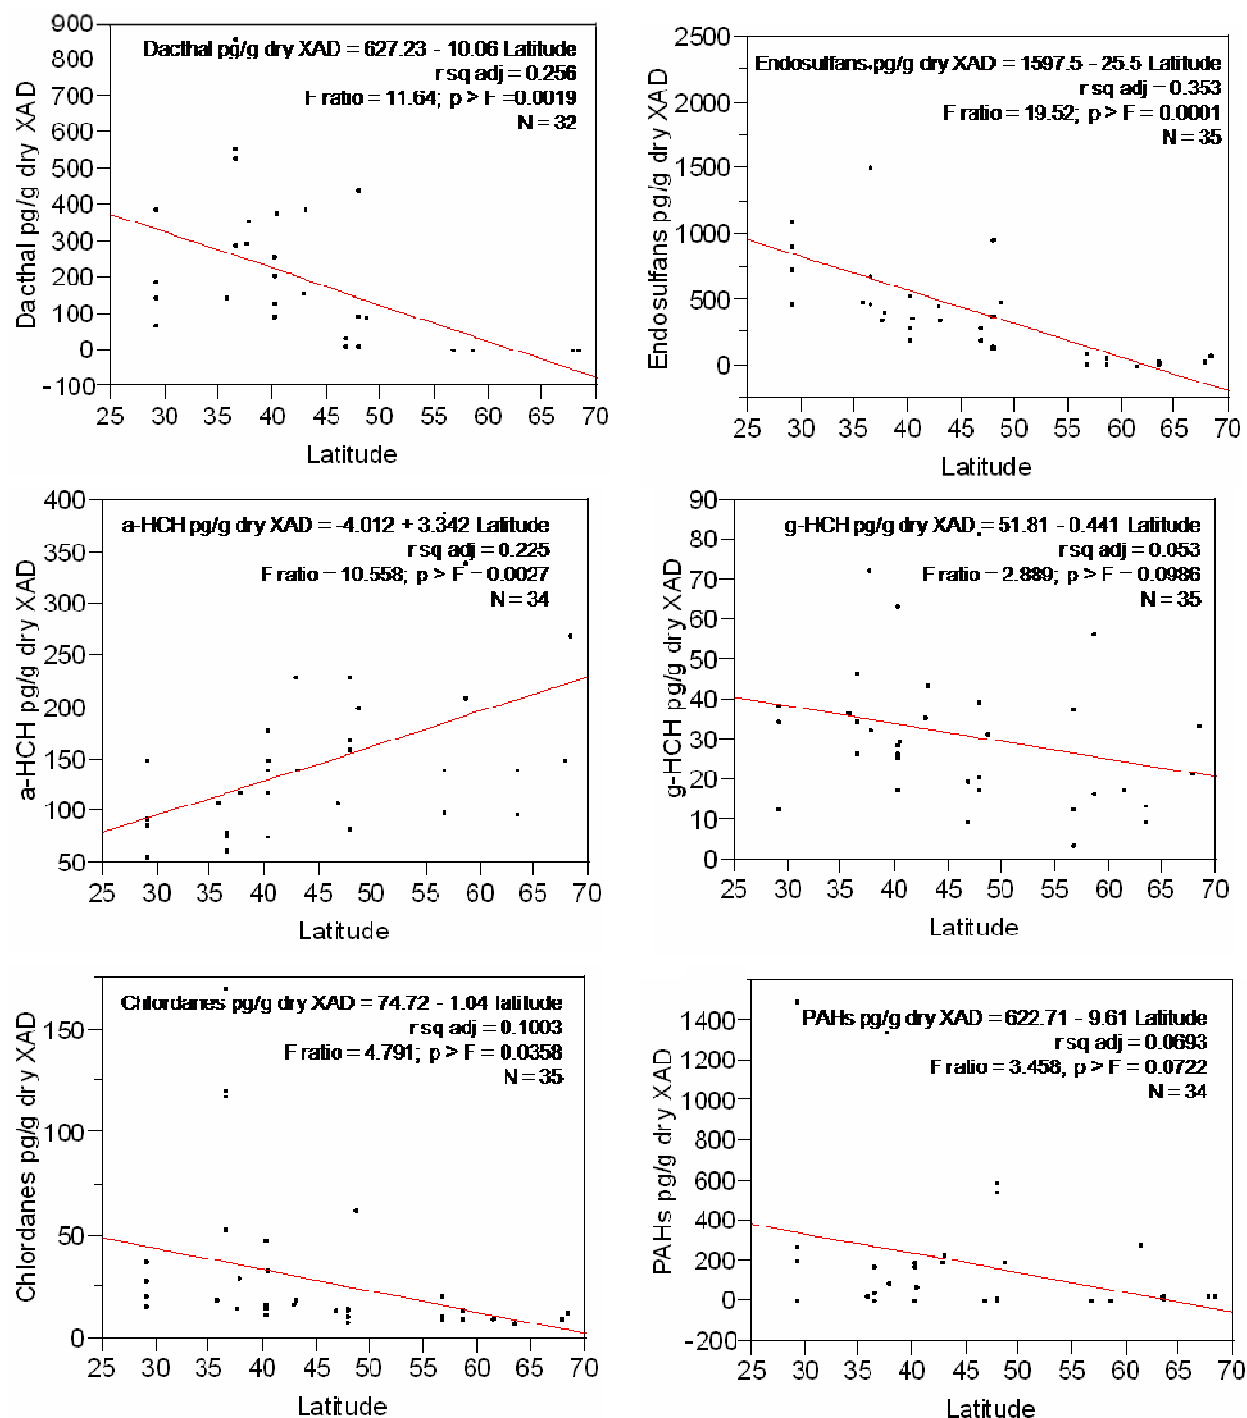 Dacthal pg/g dry XAD = 627.23 - 10.06 Latitude
r sq adj = 0.256
F ratio = 11.64; p > F =0.0019
N = 32
Dacthal pg/g dry XAD
900
800
700
600
500
400
300
200
100
0
-100
25 30 35 40 45 50 55 60 65 70
Latitude
Endosulfans pg/g dry XAD = 1597.5 - 25.5 Latitude
r sq adj = 0.353
F ratio = 19.52; p > F = 0.0001
N = 35
Endosulfans pg/g dry XAD
2500
2000
1500
1000
500
0
25 30 35 40 45 50 55 60 65 70
Latitude
a-HCH pg/g dry XAD = -4.012 + 3.342 Latitude
r sq adj = 0.225
F ratio = 10.558; p > F = 0.0027
N = 34
a-HCH pg/g dry XAD
400
350
300
250
200
150
100
50
25 30 35 40 45 50 55 60 65 70
Latitude
g-HCH pg/g dry XAD = 51.81 - 0.441 Latitude
r sq adj = 0.053
F ratio = 2.889; p > F = 0.0986
N = 35
g-HCH pg/g dry XAD
90
80
70
60
50
40
30
20
10
0
25 30 35 40 45 50 55 60 65 70
Latitude
Chlordanes pg/g dry XAD = 74.72 - 1.04 latitude
r sq adj = 0.1003
F ratio = 4.791; p > F = 0.0358
N = 35
Chlordanes pg/g dry XAD
150
100
50
0
25 30 35 40 45 50 55 60 65 70
Latitude
PAHs pg/g dry XAD = 622.71 - 9.61 Latitude
r sq adj = 0.0693
F ratio = 3.458, p > F = 0.0722
N = 34
PAHs pg/g dry XAD
1400
1200
1000
800
600
400
200
0
-200
25 30 35 40 45 50 55 60 65 70
Latitude